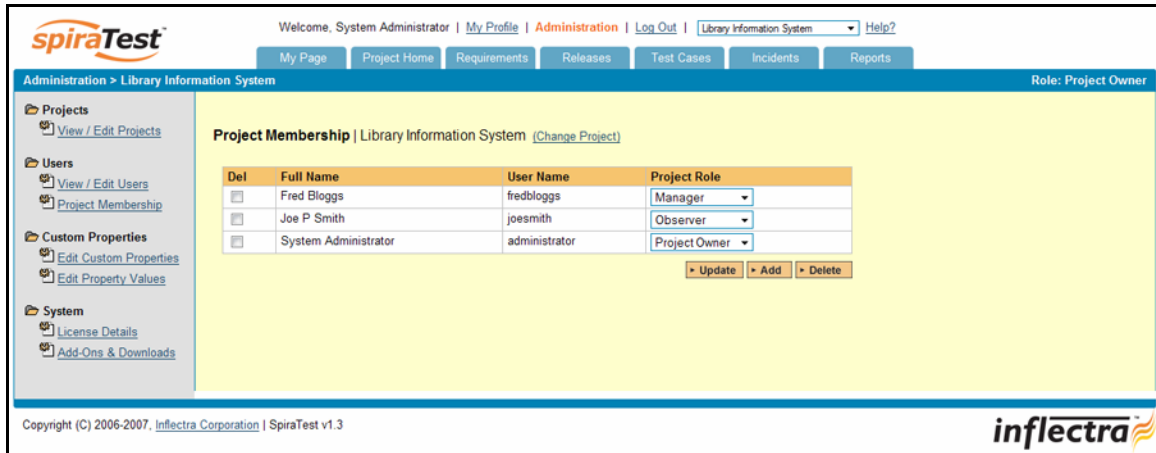 spiraTest
Welcome, System Administrator | My Profile | Administration | Log Out | Library Information System Help?
My Page Project Home Requirements Releases Test Cases Incidents Reports
Administration > Library Information System Role: Project Owner
Projects
View / Edit Projects
Users
View / Edit Users
Project Membership
Custom Properties
Edit Custom Properties
Edit Property Values
System
License Details
Add-Ons & Downloads
Project Membership | Library Information System (Change Project)
Del Full Name User Name Project Role
Fred Bloggs fredbloggs Manager
Joe P Smith joesmith Observer
System Administrator administrator Project Owner
Update Add Delete
Copyright (C) 2006-2007, Inflectra Corporation | SpiraTest v1.3
inflectra